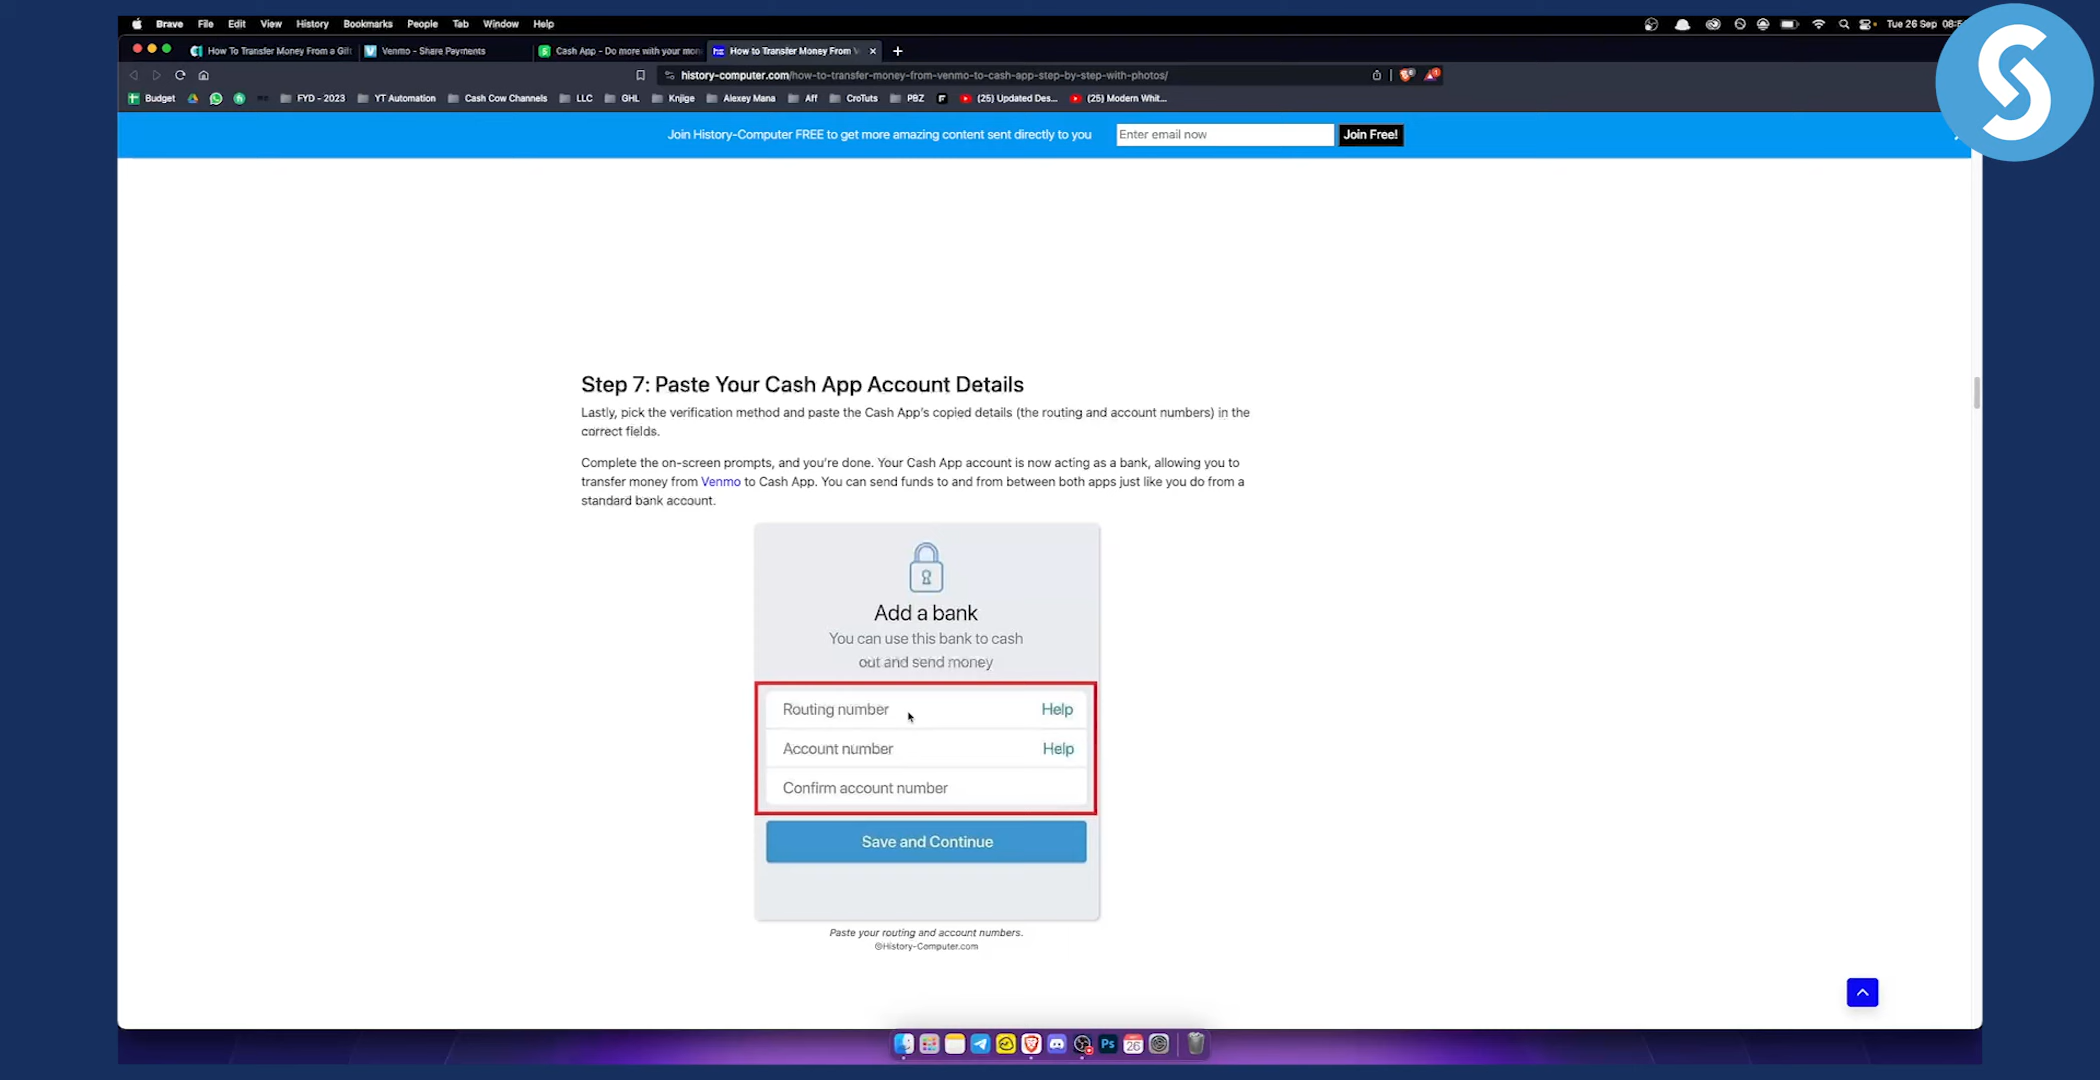 Brave File Edit View History Bookmarks People Tab Window Help
Tue 26 Sep
How To Transfer Money From a Gift
Venmo - Share Payments
Cash App - Do more with your mon
How to Transfer Money From V
history-computer.com/how-to-transfer-money-from-venmo-to-cash-app-step-by-step-with-photos/
Budget FYD - 2023 YT Automation Cash Cow Channels LLC GHL Knjige Alexey Mana Aff CroTuts PBZ (25) Updated Des... (25) Modern Whit...
Join History-Computer FREE to get more amazing content sent directly to you Enter email now Join Free!
Step 7: Paste Your Cash App Account Details
Lastly, pick the verification method and paste the Cash App's copied details (the routing and account numbers) in the
correct fields.
Complete the on-screen prompts, and you're done. Your Cash App account is now acting as a bank, allowing you to
transfer money from Venmo to Cash App. You can send funds to and from between both apps just like you do from a
standard bank account.
Add a bank
You can use this bank to cash
out and send money
Routing number Help
Account number Help
Confirm account number
Save and Continue
Paste your routing and account numbers.
©History-Computer.com
Ps
26